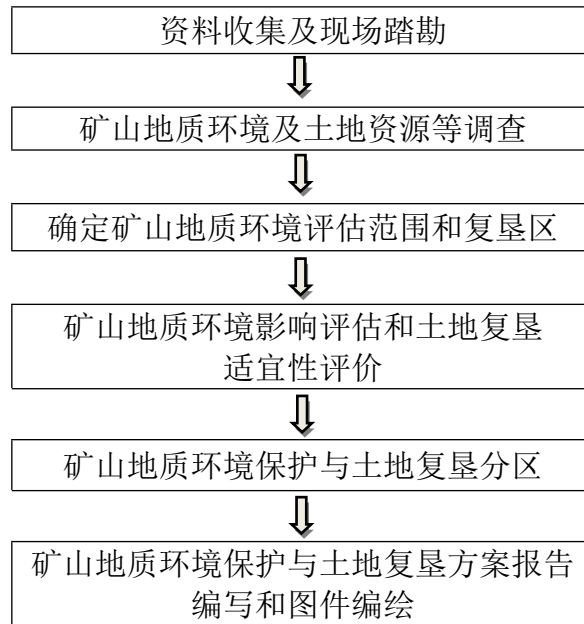 资料收集及现场踏勘
矿山地质环境及土地资源等调查
确定矿山地质环境评估范围和复垦区
矿山地质环境影响评估和土地复垦
适宜性评价
矿山地质环境保护与土地复垦分区
矿山地质环境保护与土地复垦方案报告
编写和图件编绘